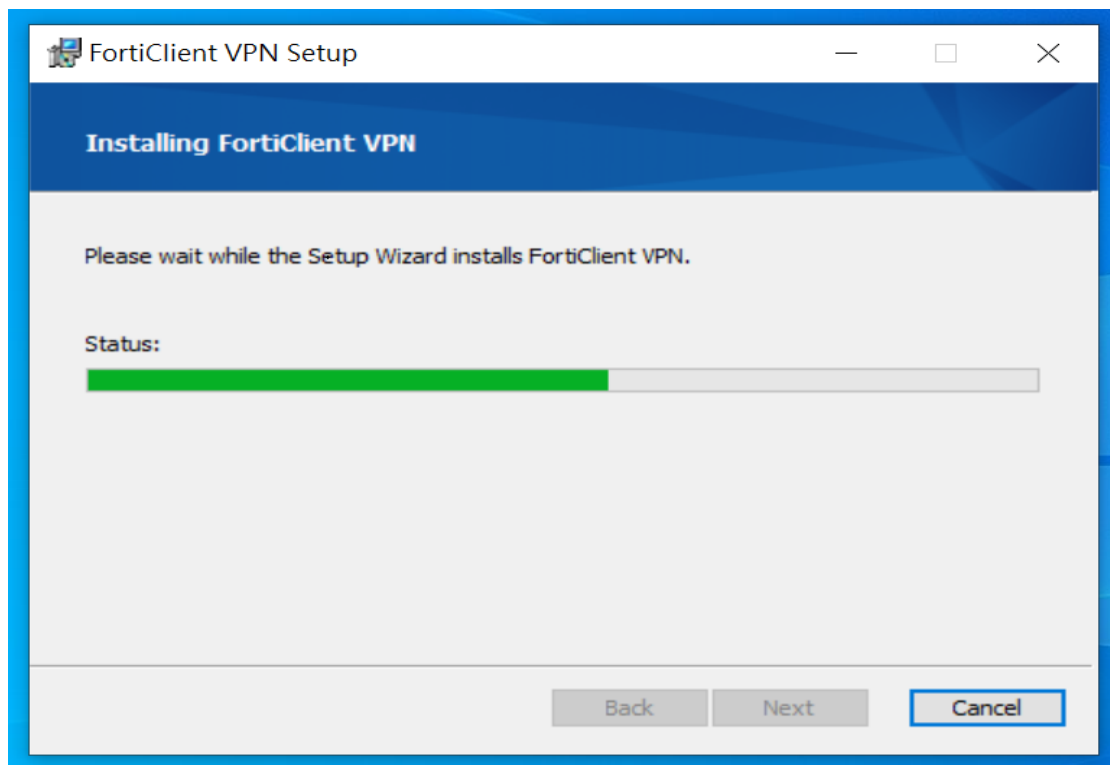 FortiClient VPN Setup
Installing FortiClient VPN
Please wait while the Setup Wizard installs FortiClient VPN.
Status:
Back Next Cancel